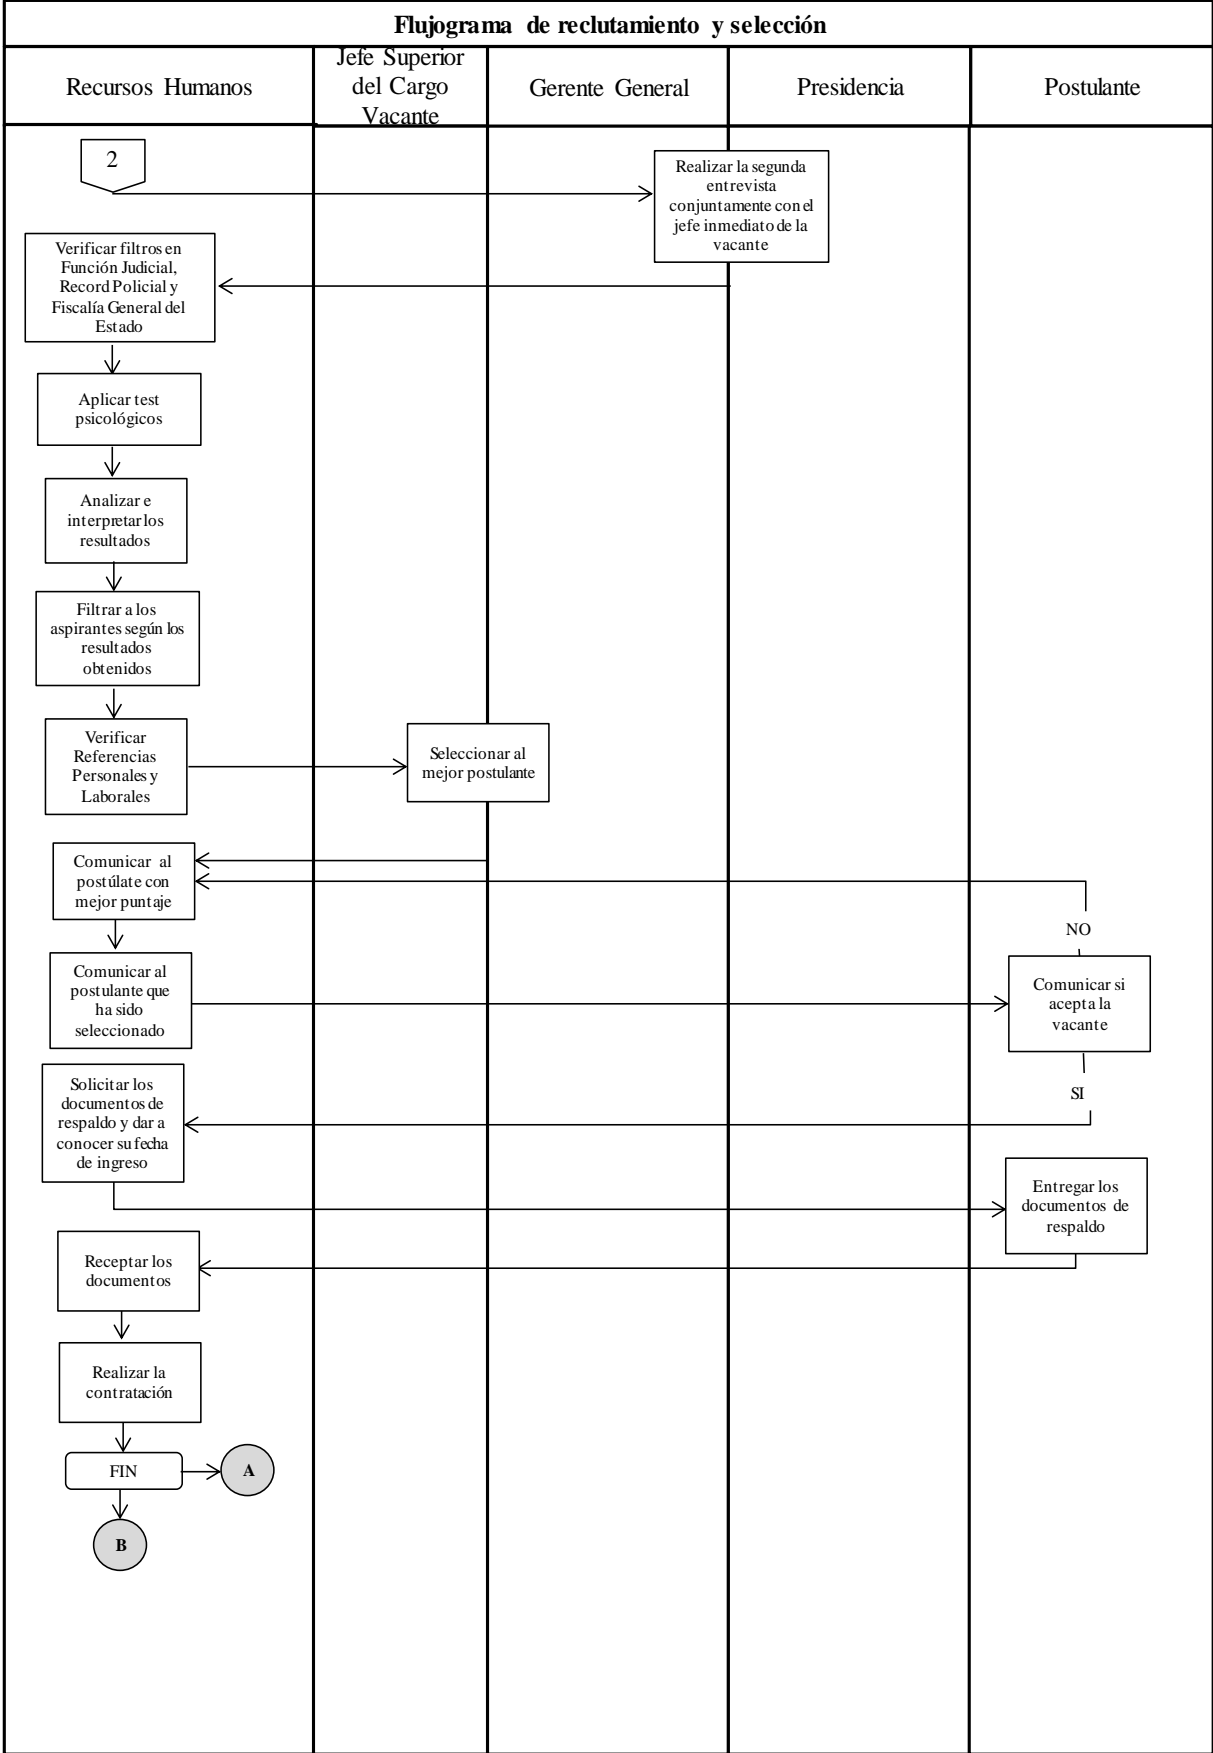 Flujograma de reclutamiento y selección
Recursos Humanos
Jefe Superior
del Cargo
Vacante
Gerente General
Presidencia
Postulante
2
Realizar la segunda
entrevista
conjuntamente con el
jefe inmediato de la
vacante
Verificar filtros en
Función Judicial,
Record Policial y
Fiscalía General del
Estado
Aplicar test
psicológicos
Analizar e
interpretar los
resultados
Filtrar a los
aspirantes según los
resultados
obtenidos
Verificar
Referencias
Personales y
Laborales
Seleccionar al
mejor postulante
Comunicar al
postúlate con
mejor puntaje
NO
Comunicar al
postulante que
ha sido
seleccionado
Comunicar si
acepta la
vacante
SI
Solicitar los
documentos de
respaldo y dar a
conocer su fecha
de ingreso
Entregar los
documentos de
respaldo
Receptar los
documentos
Realizar la
contratación
FIN
A
B